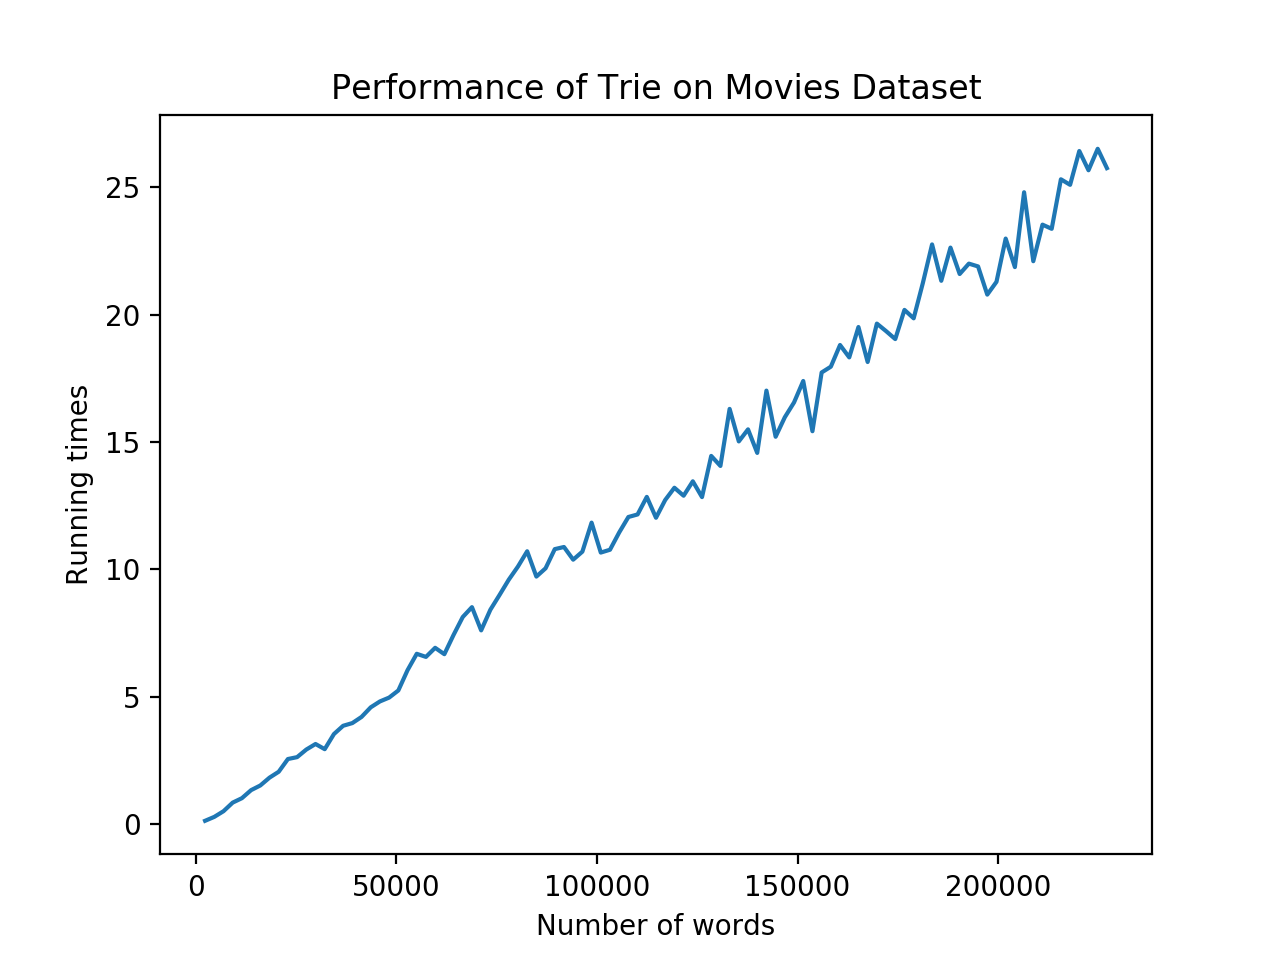 Performance of Trie on Movies Dataset
25
20
15
10
5
0
Running times
0 50000 100000 150000 200000
Number of words